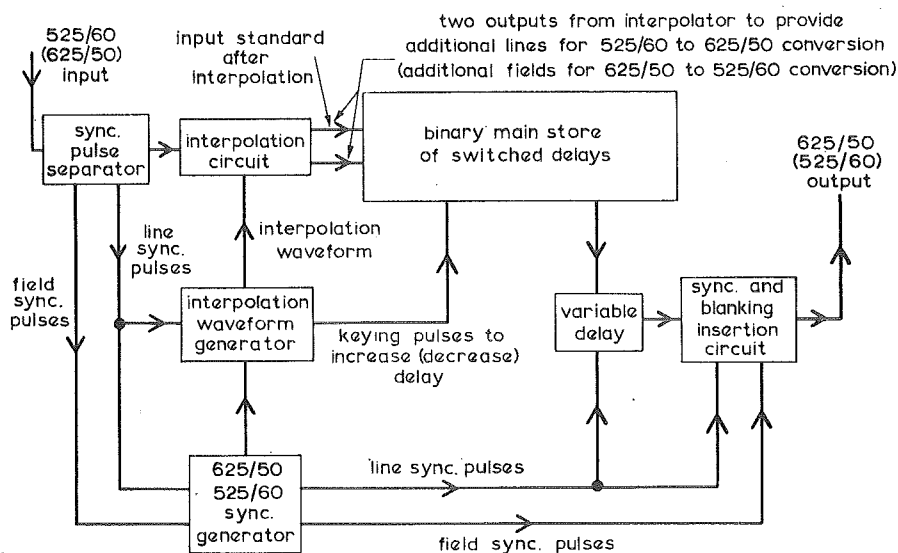 525/60
(625/50)
input
input standard
after
interpolation
two outputs from interpolator to provide
additional lines for 525/60 to 625/50 conversion
(additional fields for 625/50 to 525/60 conversion)
sync.
pulse
separator
interpolation
circuit
binary main store
of switched delays
625/50
(525/60)
output
line
sync.
pulses
interpolation
waveform
field
sync.
pulses
interpolation
waveform
generator
keying pulses to
increase (decrease)
delay
variable
delay
sync. and
blanking
insertion
circuit
625/50
525/60
sync.
generator
line sync. pulses
field sync. pulses